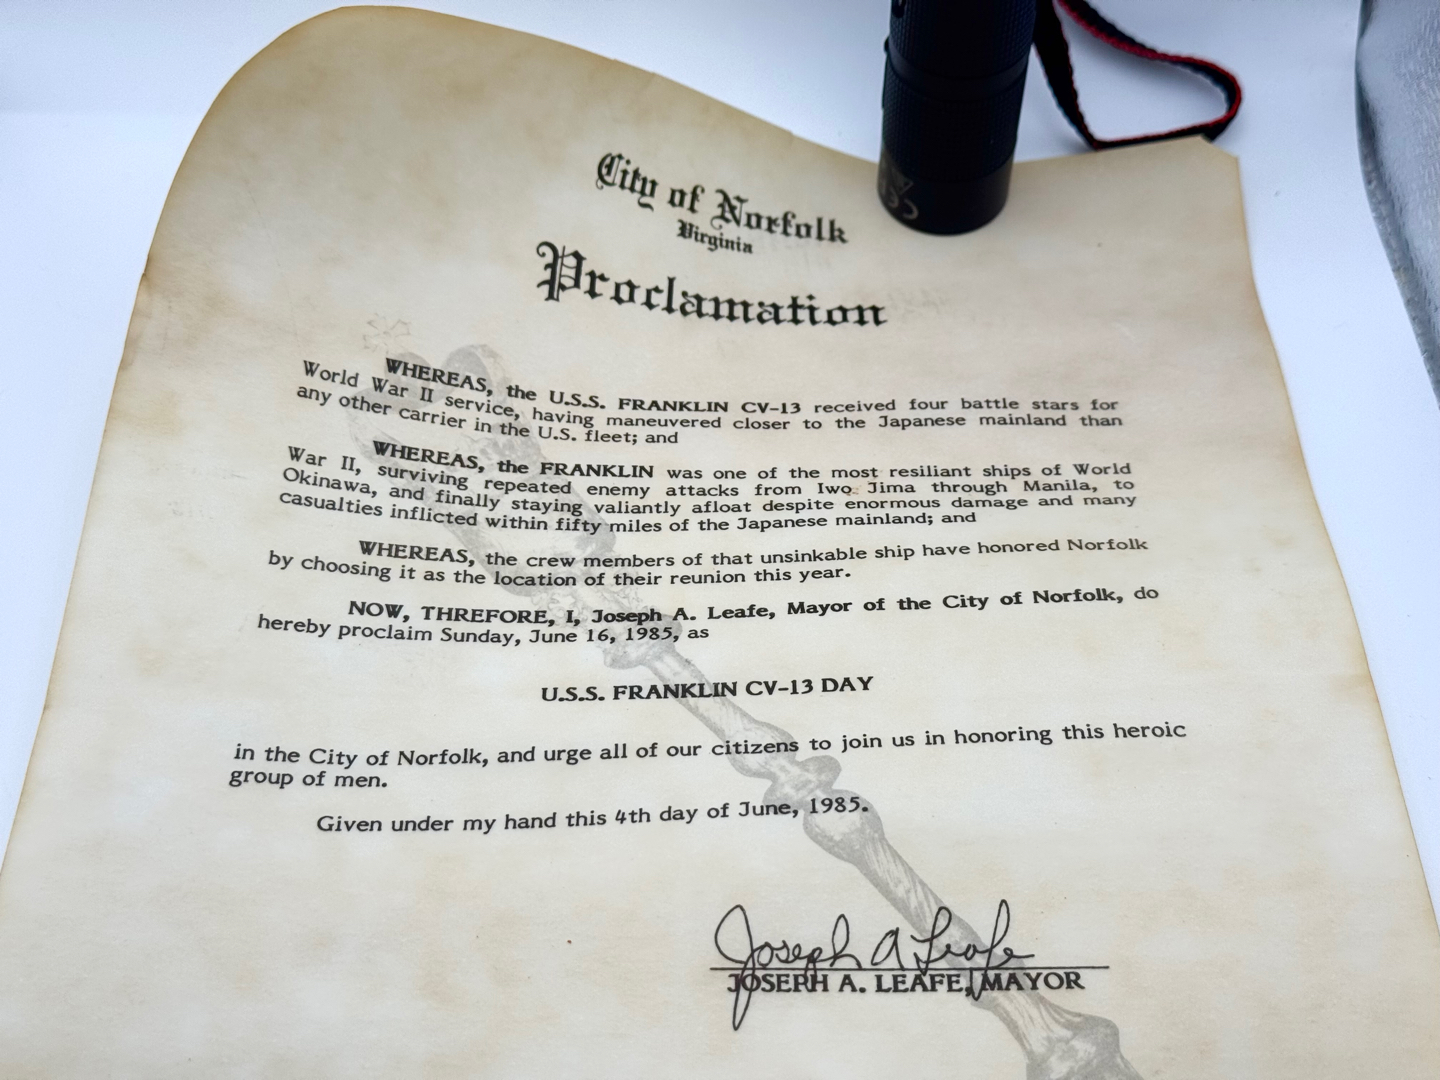 City of Norfolk
Virginia
Proclamation
WHEREAS, the U.S.S. FRANKLIN CV-13 received four battle stars for
World War II service, having maneuvered closer to the Japanese mainland than
any other carrier in the U.S. fleet; and
WHEREAS, the FRANKLIN was one of the most resiliant ships of World
War II, surviving repeated enemy attacks from Iwo Jima through Manila, to
Okinawa, and finally staying valiantly afloat despite enormous damage and many
casualties inflicted within fifty miles of the Japanese mainland; and
WHEREAS, the crew members of that unsinkable ship have honored Norfolk
by choosing it as the location of their reunion this year.
NOW, THREFORE, I, Joseph A. Leafe, Mayor of the City of Norfolk, do
hereby proclaim Sunday, June 16, 1985, as
U.S.S. FRANKLIN CV-13 DAY
in the City of Norfolk, and urge all of our citizens to join us in honoring this heroic
group of men.
Given under my hand this 4th day of June, 1985.
Joseph A Leafe
JOSEPH A. LEAFE, MAYOR